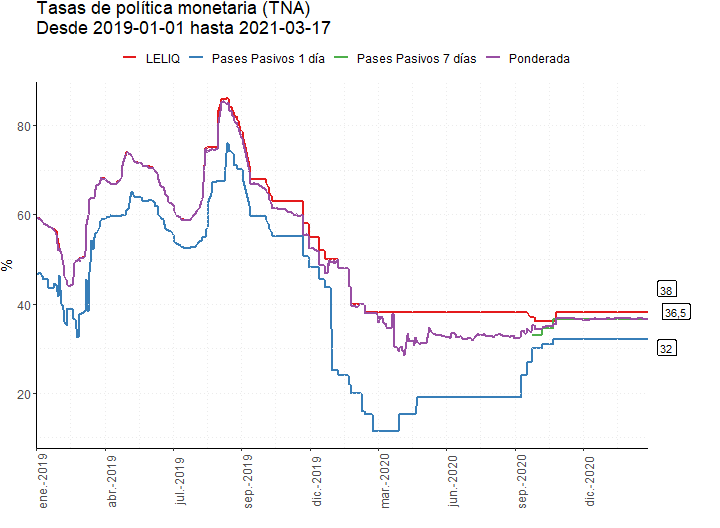 Tasas de política monetaria (TNA)
Desde 2019-01-01 hasta 2021-03-17
LELIQ Pases Pasivos 1 día Pases Pasivos 7 días Ponderada
%
80
60
40
20
38
36,5
32
ene.-2019
abr.-2019
jul.-2019
sep.-2019
dic.-2019
mar.-2020
jun.-2020
sep.-2020
dic.-2020